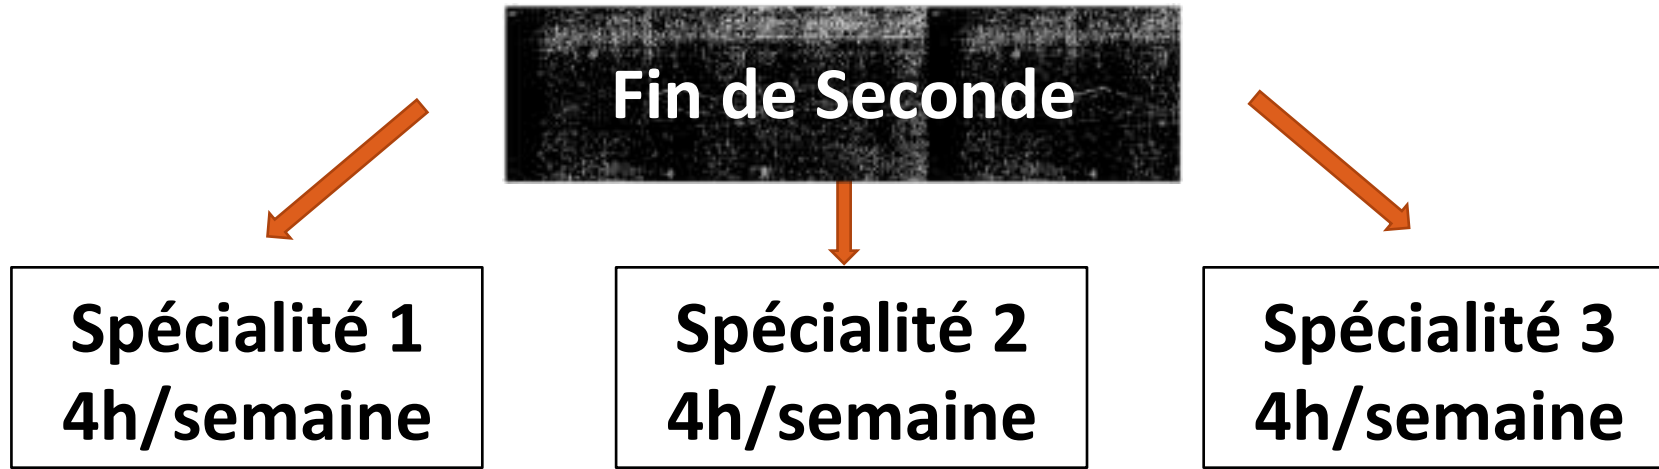 Fin de Seconde
Spécialité 1
4h/semaine
Spécialité 2
4h/semaine
Spécialité 3
4h/semaine